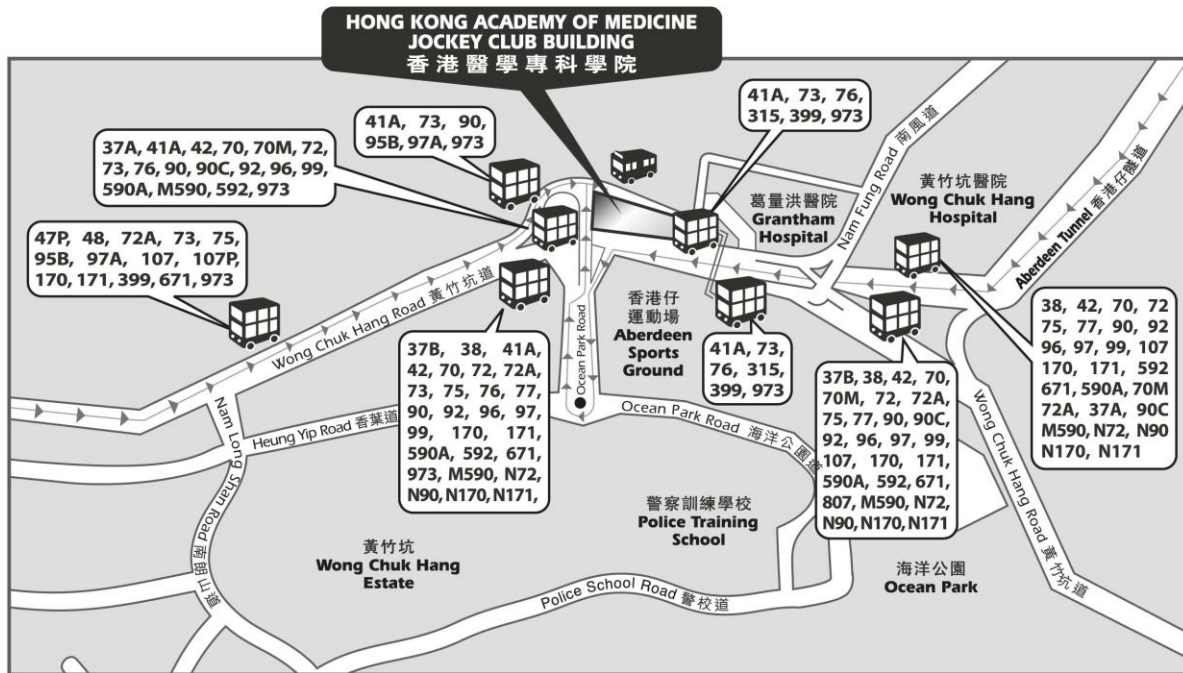 HONG KONG ACADEMY OF MEDICINE
JOCKEY CLUB BUILDING
香港醫學專科學院
41A, 73, 90,
95B, 97A, 973
41A, 73, 76,
315, 399, 973
37A, 41A, 42, 70, 70M, 72,
73, 76, 90, 90C, 92, 96, 99,
590A, M590, 592, 973
47P, 48, 72A, 73, 75,
95B, 97A, 107, 107P,
170, 171, 399, 671, 973
葛量洪醫院
Grantham
Hospital
Nam Fung Road 南風道
黃竹坑醫院
Wong Chuk Hang
Hospital
Aberdeen Tunnel 香港仔隧道
Wong Chuk Hang Road 黃竹坑道
Ocean Park Road
香港仔
運動場
Aberdeen
Sports
Ground
41A, 73,
76, 315,
399, 973
37B, 38, 41A,
42, 70, 72, 72A,
73, 75, 76, 77,
90, 92, 96, 97,
99, 170, 171,
590A, 592, 671,
973, M590, N72,
N90, N170, N171,
37B, 38, 42, 70,
70M, 72, 72A,
75, 77, 90, 90C,
92, 96, 97, 99,
107, 170, 171,
590A, 592, 671,
807, M590, N72,
N90, N170, N171
38, 42, 70, 72
75, 77, 90, 92
96, 97, 99, 107
170, 171, 592
671, 590A, 70M
72A, 37A, 90C
M590, N72, N90
N170, N171
Nam Long Shan Road 南朗山道
Heung Yip Road 香葉道
Ocean Park Road 海洋公園道
Wong Chuk Hang Road 黃竹坑道
警察訓練學校
Police Training
School
黃竹坑
Wong Chuk Hang
Estate
海洋公園
Ocean Park
Police School Road 警校道